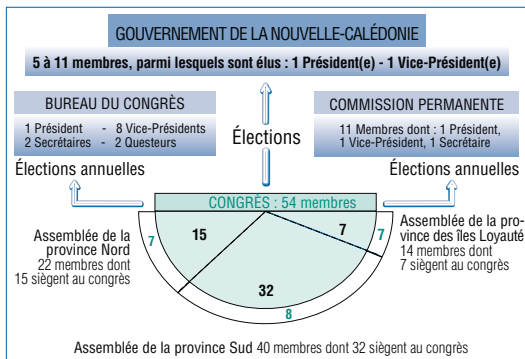 GOUVERNEMENT DE LA NOUVELLE-CALÉDONIE
5 à 11 membres, parmi lesquels sont élus : 1 Président(e) - 1 Vice-Président(e)
BUREAU DU CONGRÈS
1 Président - 8 Vice-Présidents
2 Secrétaires - 2 Questeurs
Élections annuelles
Élections
COMMISSION PERMANENTE
11 Membres dont : 1 Président,
1 Vice-Président, 1 Secrétaire
Élections annuelles
CONGRÈS : 54 membres
7
15
7
7
32
8
Assemblée de la
province Nord
22 membres dont
15 siègent au congrès
Assemblée de la pro-
vince des îles Loyauté
14 membres dont
7 siègent au congrès
Assemblée de la province Sud 40 membres dont 32 siègent au congrès